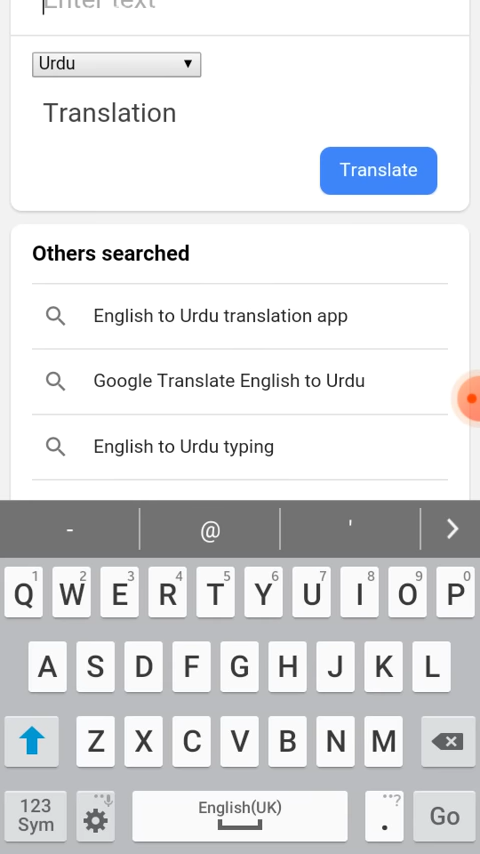 Enter text
Urdu
Translation
Translate
Others searched
English to Urdu translation app
Google Translate English to Urdu
English to Urdu typing
- @ '
1 2 3 4 5 6 7 8 9 0
Q W E R T Y U I O P
A S D F G H J K L
Z X C V B N M
123
Sym
English(UK)
. ?
Go